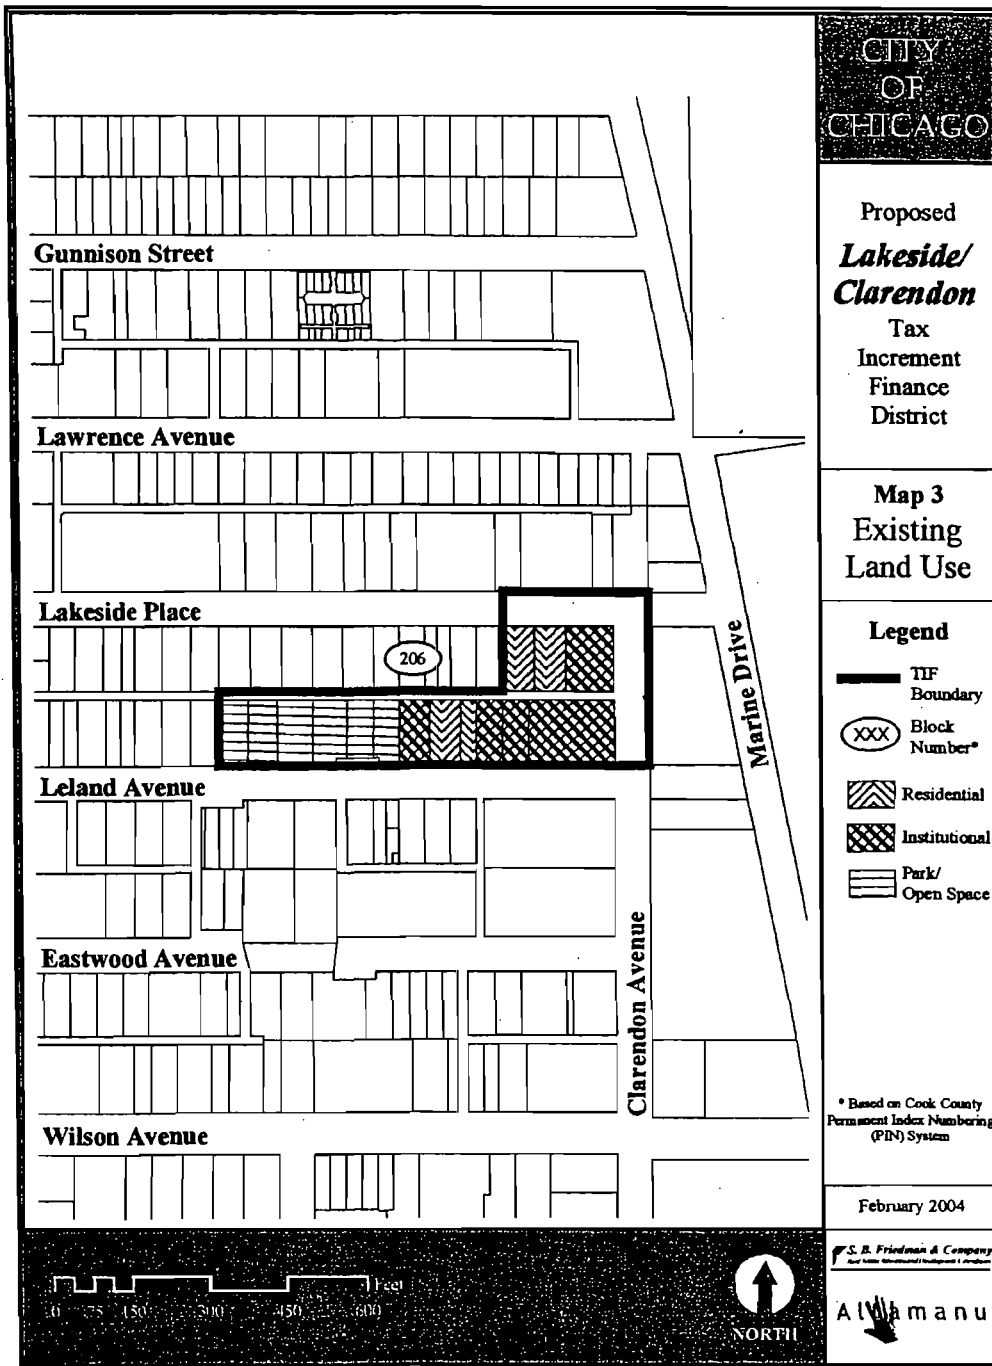 CITY
OF
CHICAGO
Proposed
Lakeside/
Clarendon
Tax
Increment
Finance
District
Map 3
Existing
Land Use
Legend
TIF
Boundary
XXX
Block
Number*
Residential
Institutional
Park/
Open Space
* Based on Cook County
Permanent Index Numbering
(PIN) System
February 2004
S. B. Friedman & Company
Gunnison Street
Lawrence Avenue
Lakeside Place
206
Marine Drive
Leland Avenue
Eastwood Avenue
Clarendon Avenue
Wilson Avenue
Feet
0 75 150 300 450 600
NORTH